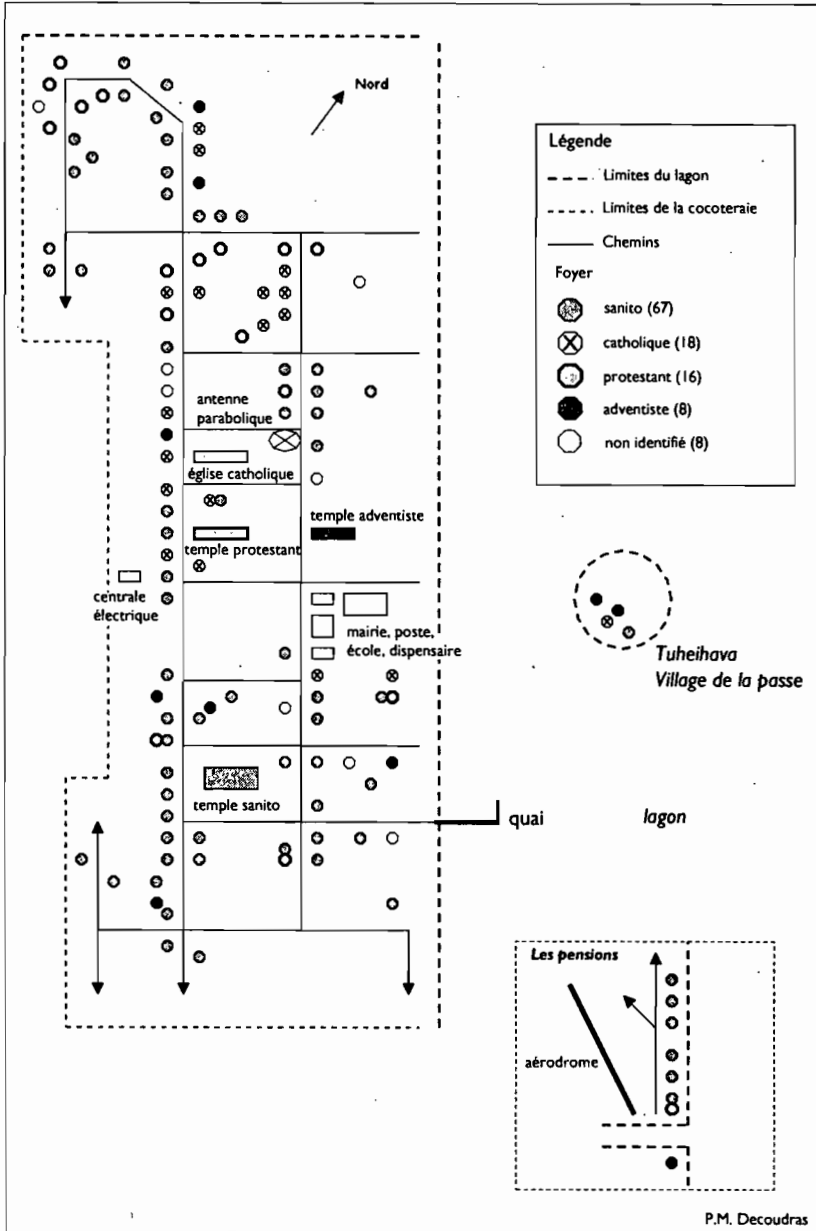 Nord
Légende
Limites du lagon
Limites de la cocoteraie
Chemins
Foyer
sanito (67)
catholique (18)
protestant (16)
adventiste (8)
non identifié (8)
antenne
parabolique
église catholique
temple adventiste
temple protestant
centrale
électrique
mairie, poste,
école, dispensaire
Tuheihava
Village de la passe
temple sanito
quai
lagon
Les pensions
aérodrome
P.M. Decoudras